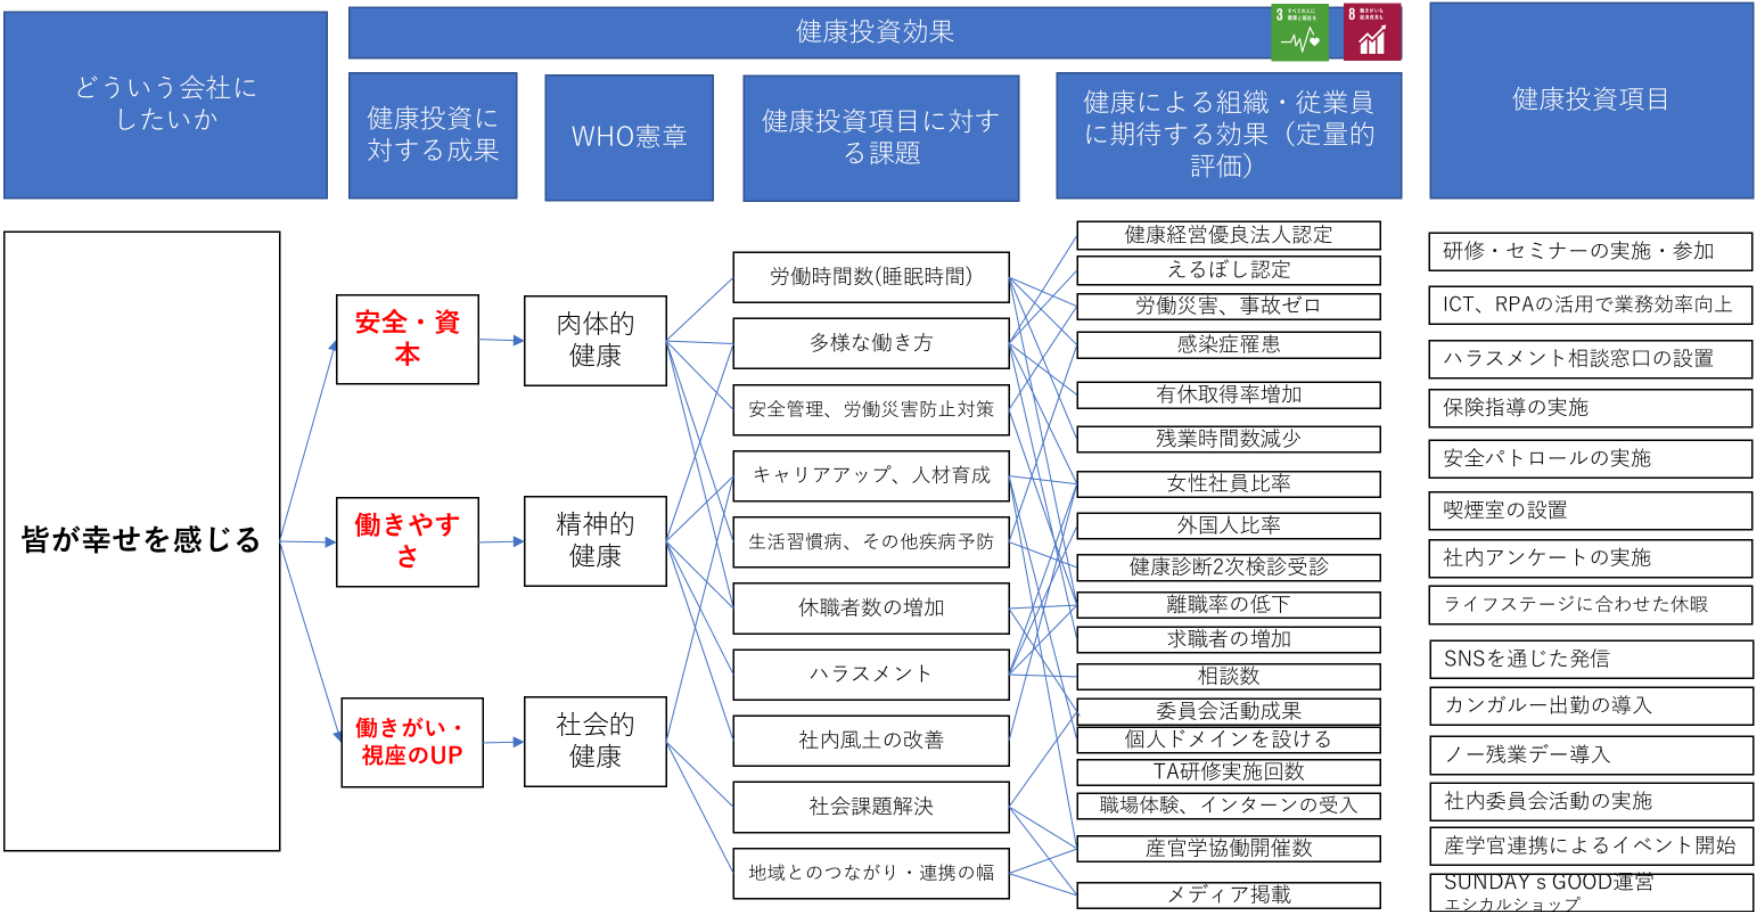 どういう会社に
したいか
健康投資効果
3 すべての人に
健康と福祉を
8 働きがいも
経済成長も
健康投資に
対する成果
WHO憲章
健康投資項目に対す
る課題
健康による組織・従業員
に期待する効果（定量的
評価）
健康投資項目
皆が幸せを感じる
安全・資
本
働きやす
さ
働きがい・
視座のUP
肉体的
健康
精神的
健康
社会的
健康
労働時間数(睡眠時間)
多様な働き方
安全管理、労働災害防止対策
キャリアアップ、人材育成
生活習慣病、その他疾病予防
休職者数の増加
ハラスメント
社内風土の改善
社会課題解決
地域とのつながり・連携の幅
健康経営優良法人認定
えるぼし認定
労働災害、事故ゼロ
感染症罹患
有休取得率増加
残業時間数減少
女性社員比率
外国人比率
健康診断2次検診受診
離職率の低下
求職者の増加
相談数
委員会活動成果
個人ドメインを設ける
TA研修実施回数
職場体験、インターンの受入
産官学協働開催数
メディア掲載
研修・セミナーの実施・参加
ICT、RPAの活用で業務効率向上
ハラスメント相談窓口の設置
保険指導の実施
安全パトロールの実施
喫煙室の設置
社内アンケートの実施
ライフステージに合わせた休暇
SNSを通じた発信
カンガルー出勤の導入
ノー残業デー導入
社内委員会活動の実施
産学官連携によるイベント開始
SUNDAY s GOOD運営
エシカルショップ